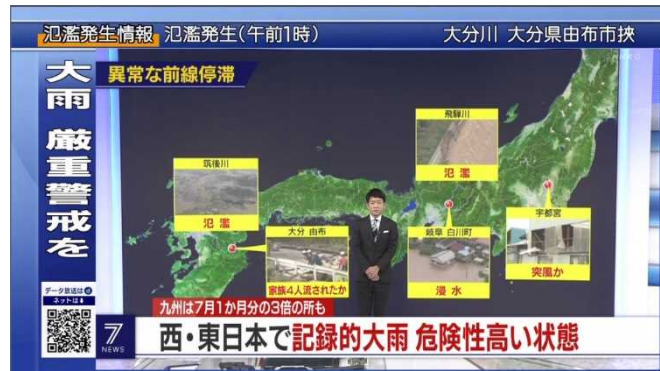 氾濫発生情報 氾濫発生(午前1時) 大分川 大分県由布市挾
大雨 厳重警戒を
異常な前線停滞
飛騨川
氾濫
筑後川
氾濫
大分 由布
家族4人流されたか
岐阜 白川町
浸水
宇都宮
突風か
データ放送は d
ネットは
九州は7月1か月分の3倍の所も
7
NEWS
西・東日本で記録的大雨 危険性高い状態